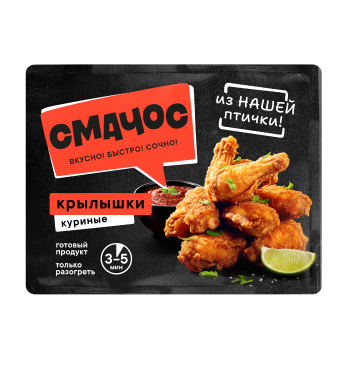 СМАЧОС
ВКУСНО! БЫСТРО! СОЧНО!
из НАШЕЙ
птички!
крылышки
куриные
готовый
продукт
только
разогреть
3–5
мин